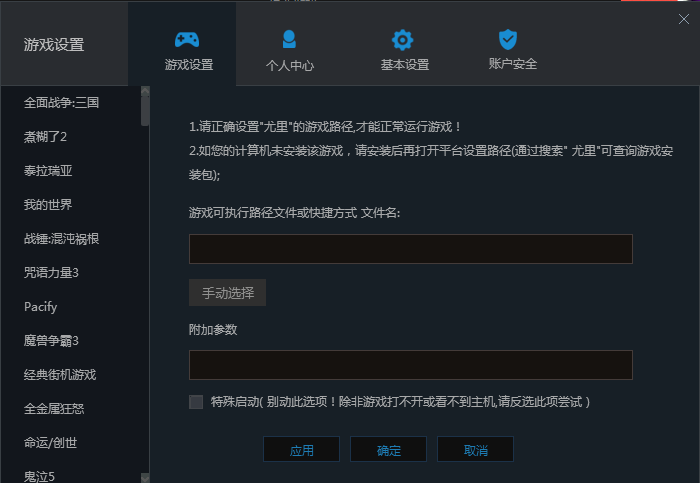 游戏设置
游戏设置
个人中心
基本设置
账户安全
全面战争:三国
煮糊了2
泰拉瑞亚
我的世界
战锤:混沌祸根
咒语力量3
Pacify
魔兽争霸3
经典街机游戏
全金属狂怒
命运/创世
鬼泣5
1.请正确设置"尤里"的游戏路径,才能正常运行游戏！
2.如您的计算机未安装该游戏，请安装后再打开平台设置路径(通过搜索" 尤里"可查询游戏安
装包);
游戏可执行路径文件或快捷方式 文件名:
手动选择
附加参数
特殊启动( 别动此选项！除非游戏打不开或看不到主机,请反选此项尝试 )
应用
确定
取消